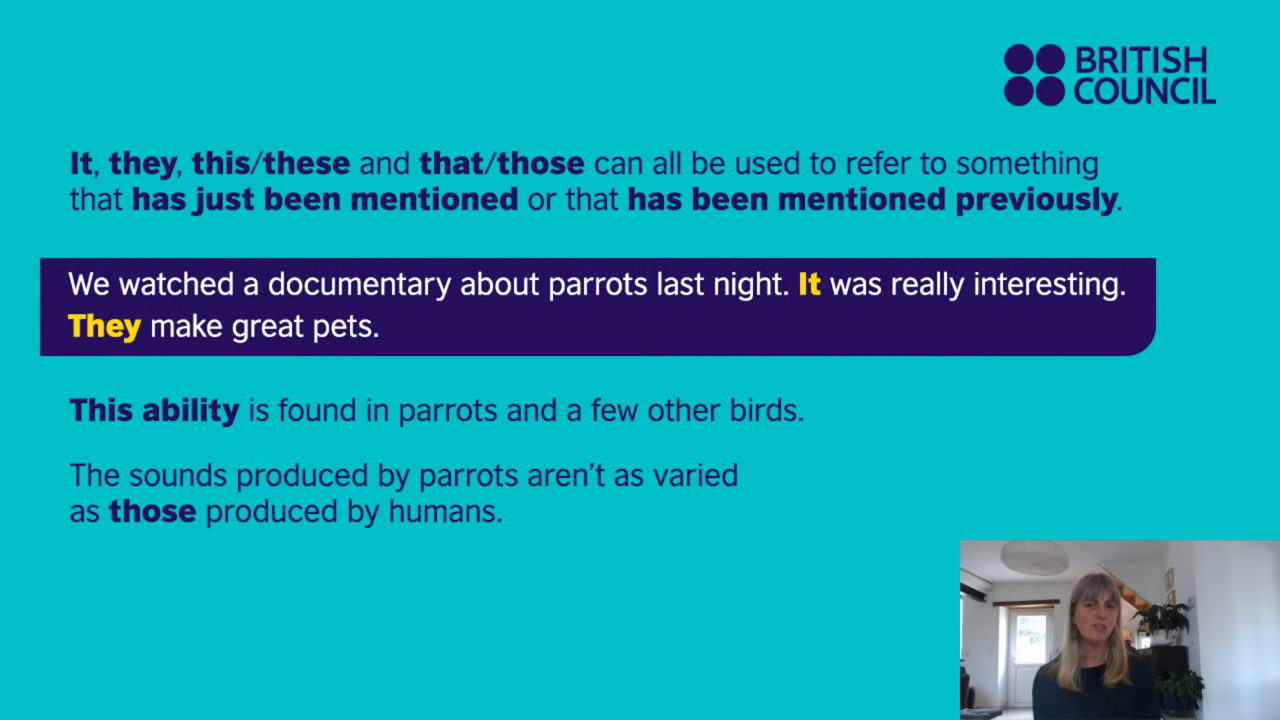 BRITISH
COUNCIL
It, they, this/these and that/those can all be used to refer to something
that has just been mentioned or that has been mentioned previously.
We watched a documentary about parrots last night. It was really interesting.
They make great pets.
This ability is found in parrots and a few other birds.
The sounds produced by parrots aren’t as varied
as those produced by humans.